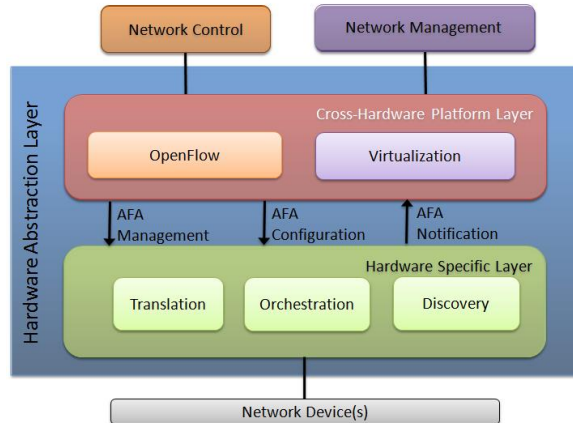 Network Control
Network Management
Hardware Abstraction Layer
Cross-Hardware Platform Layer
OpenFlow
Virtualization
AFA
Management
AFA
Configuration
AFA
Notification
Hardware Specific Layer
Translation
Orchestration
Discovery
Network Device(s)